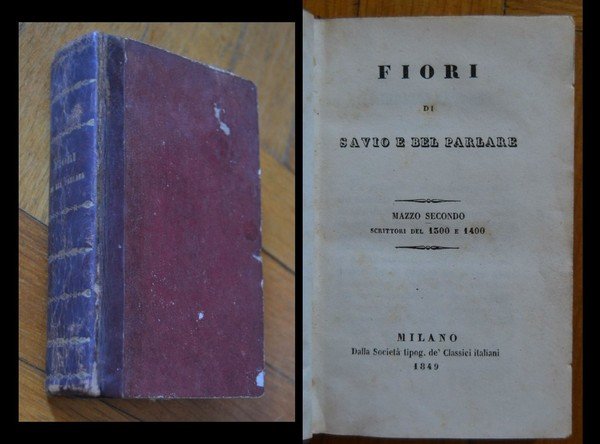 FIORI
DI
SAVIO E BEL PARLARE
MAZZO SECONDO
SCRITTORI DEL 1300 E 1400
MILANO
Dalla Società tipog. de' Classici italiani
1849